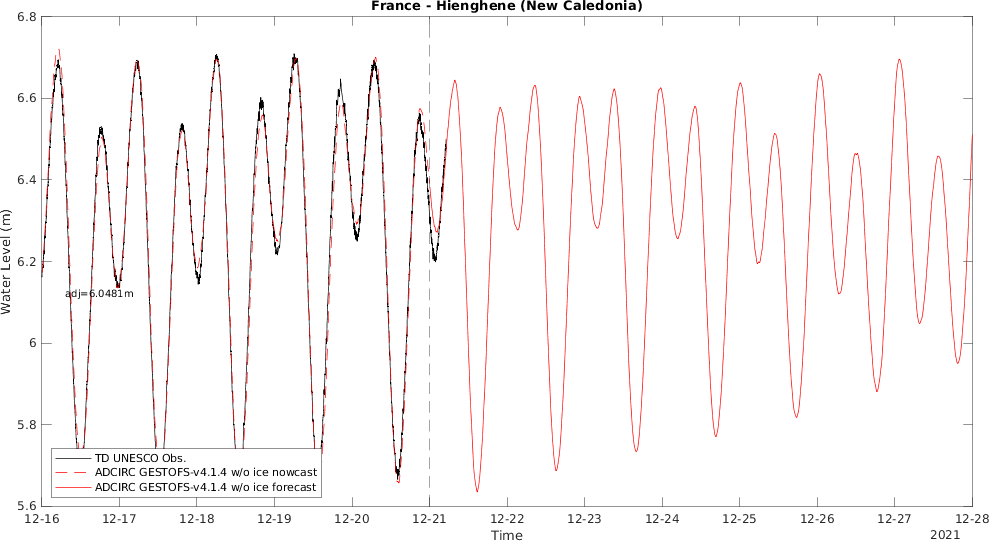 France - Hienghene (New Caledonia)
Water Level (m)
6.8
6.6
6.4
6.2
6
5.8
5.6
adj=6.0481m
TD UNESCO Obs.
ADCIRC GESTOFS-v4.1.4 w/o ice nowcast
ADCIRC GESTOFS-v4.1.4 w/o ice forecast
12-16 12-17 12-18 12-19 12-20 12-21 12-22 12-23 12-24 12-25 12-26 12-27 12-28
Time
2021